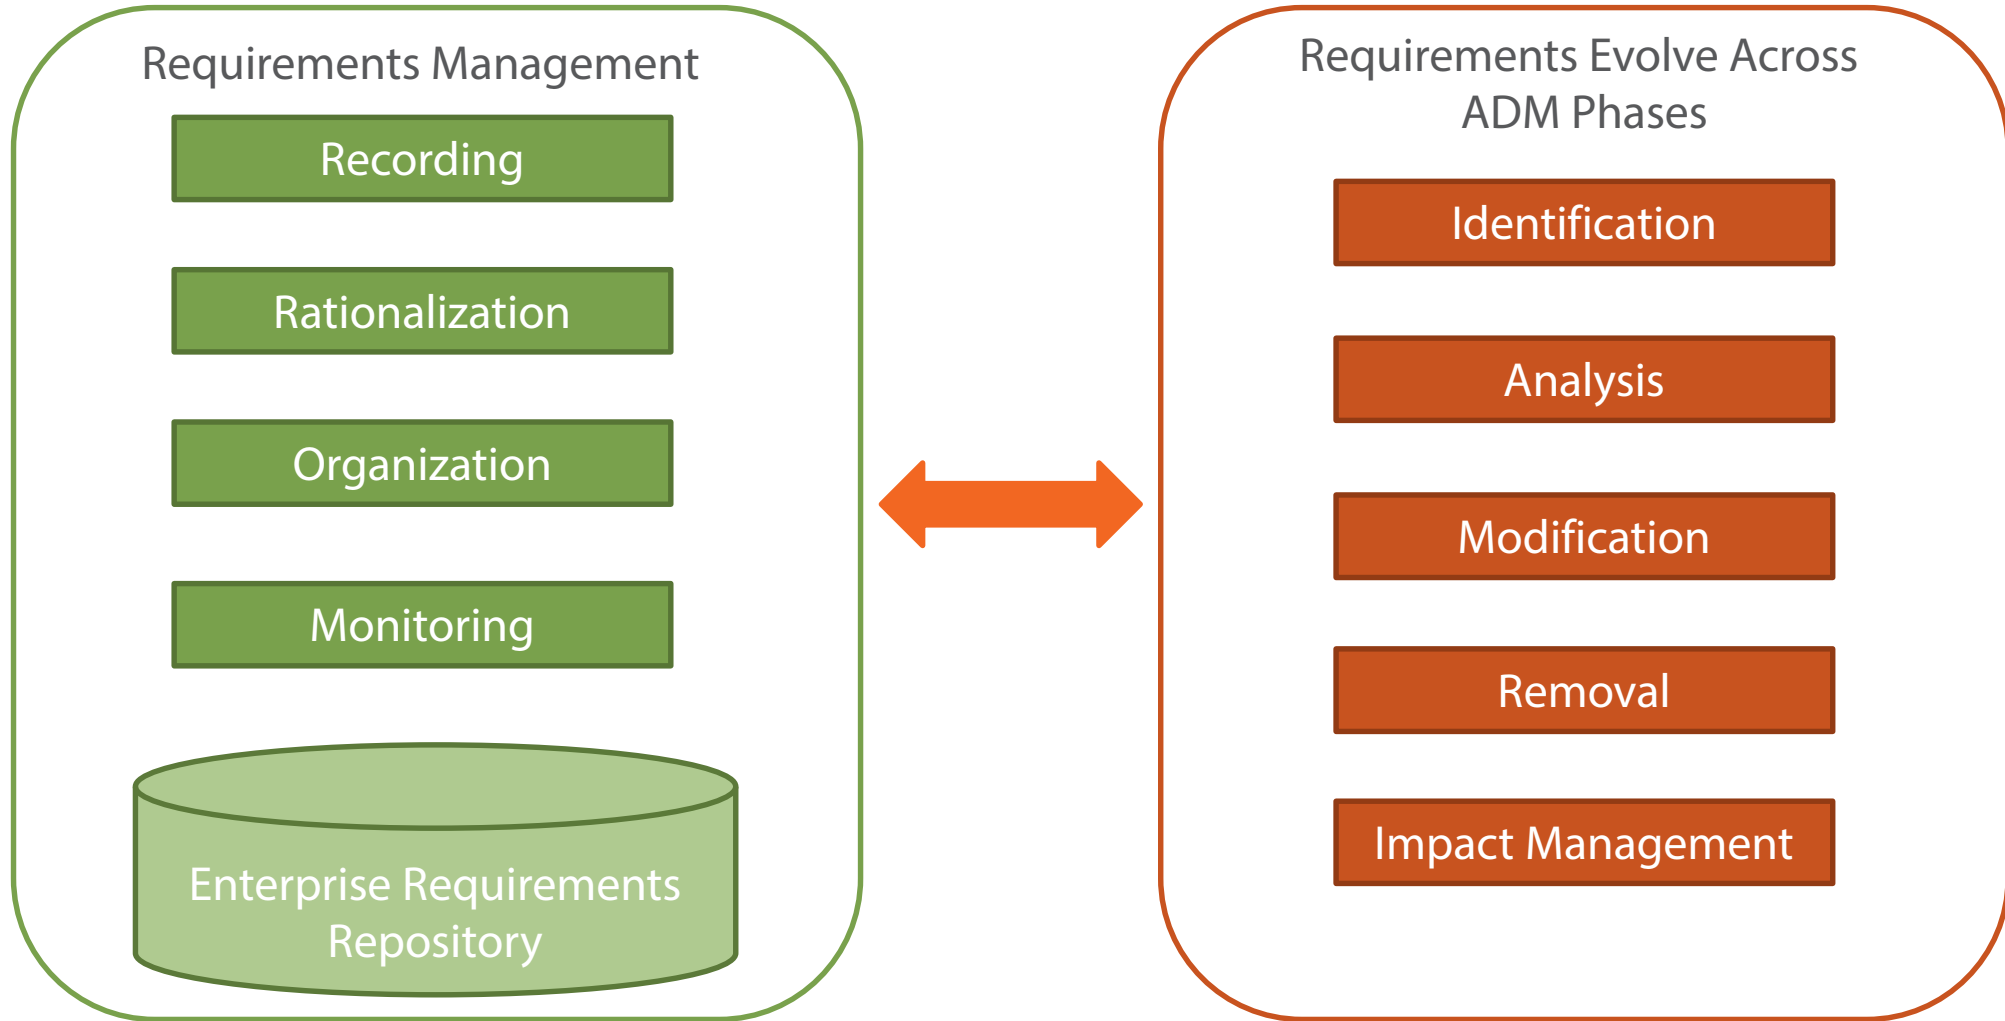 Requirements Management
Recording
Rationalization
Organization
Monitoring
Enterprise Requirements
Repository
Requirements Evolve Across
ADM Phases
Identification
Analysis
Modification
Removal
Impact Management